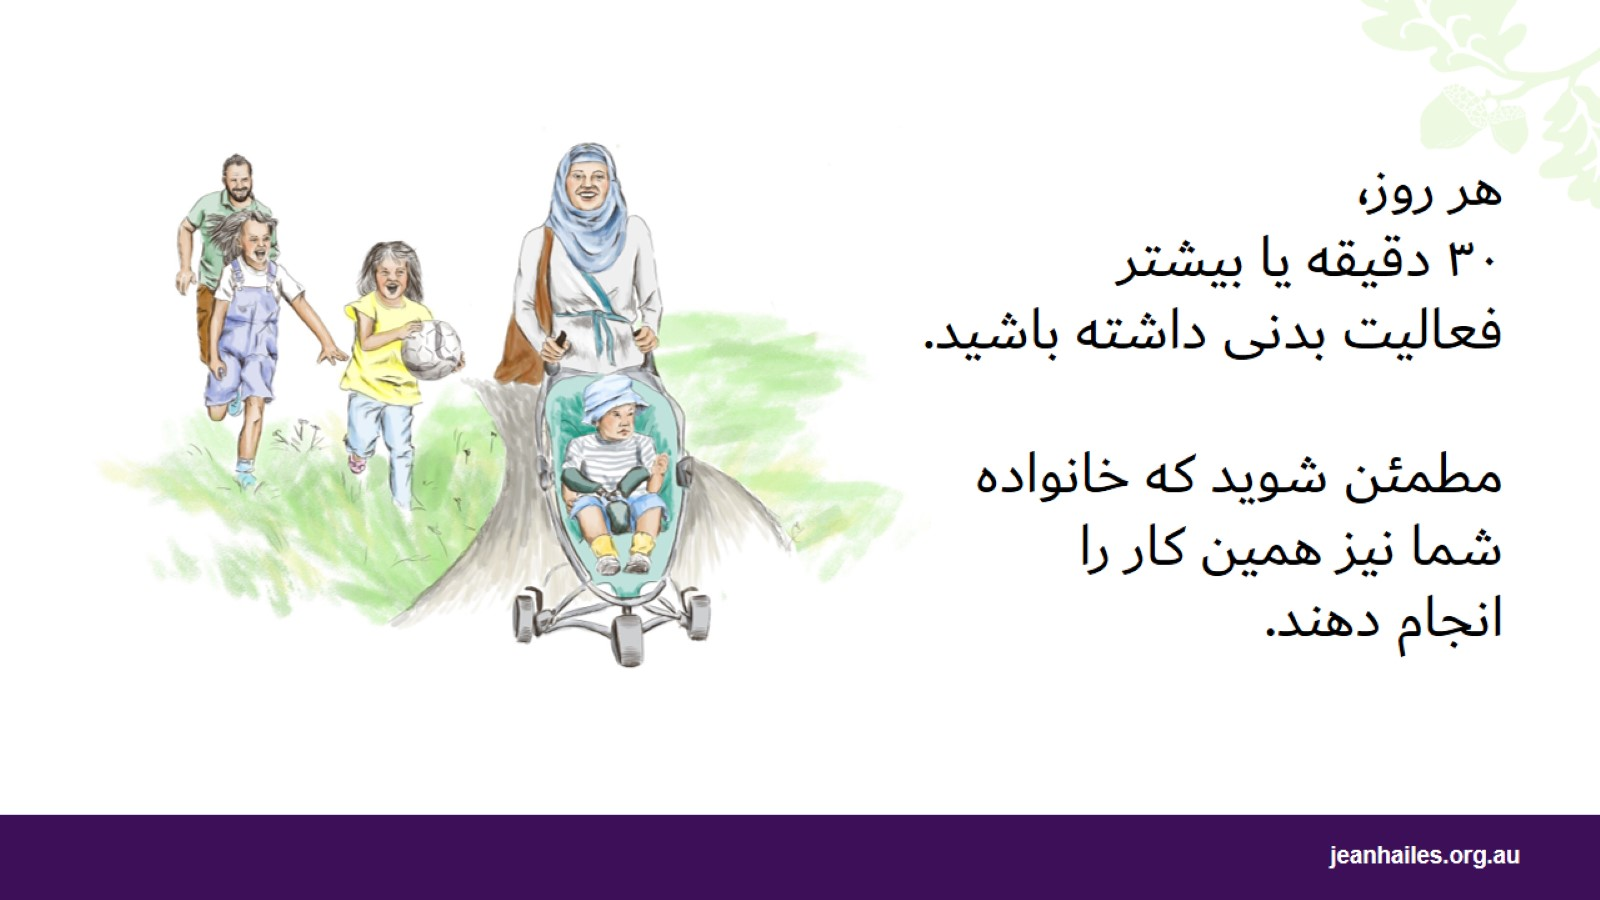 هر روز،
۳۰ دقیقه یا بیشتر
فعالیت بدنی داشته باشید.
مطمئن شوید که خانواده
شما نیز همین کار را
انجام دهند.
jeanhailes.org.au